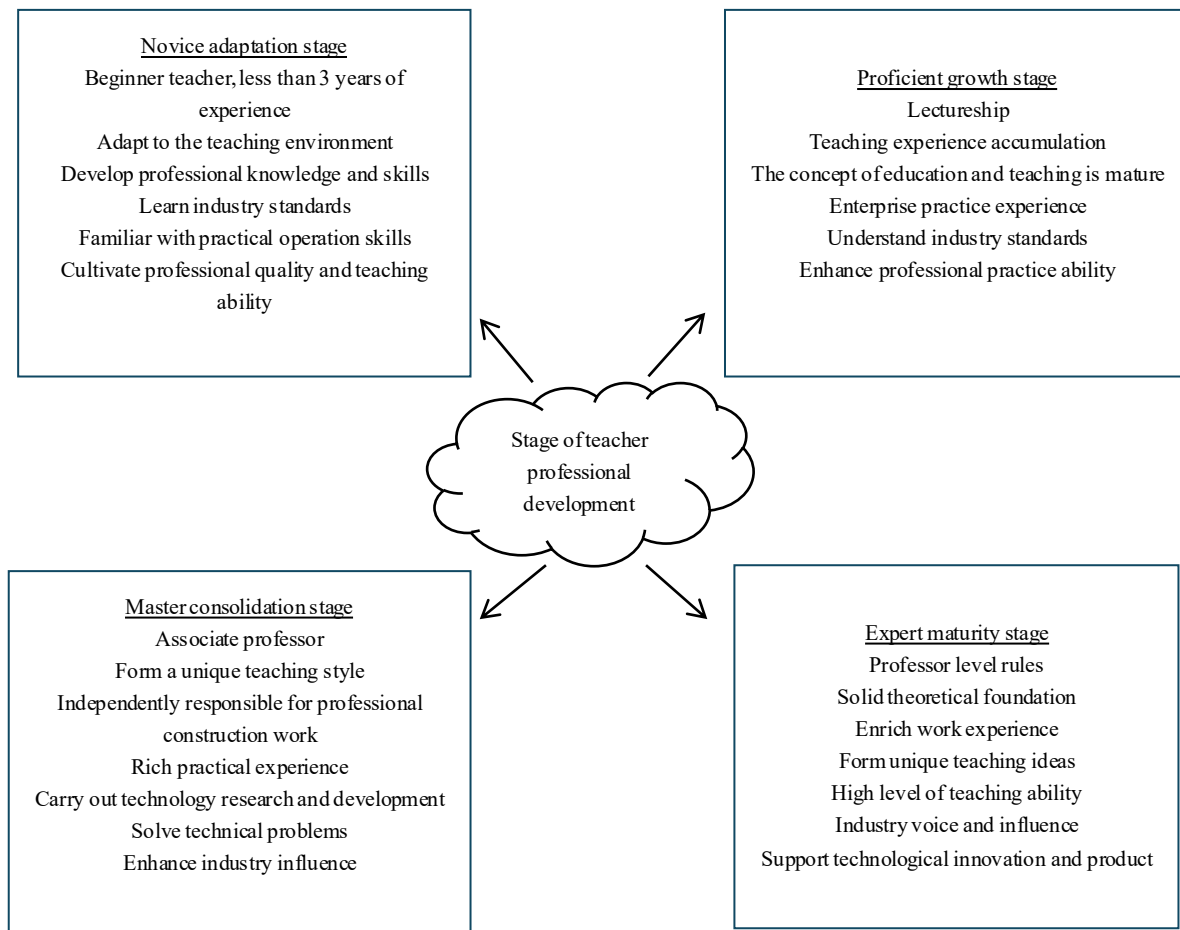 Novice adaptation stage
Beginner teacher, less than 3 years of
experience
Adapt to the teaching environment
Develop professional knowledge and skills
Learn industry standards
Familiar with practical operation skills
Cultivate professional quality and teaching
ability
Proficient growth stage
Lectureship
Teaching experience accumulation
The concept of education and teaching is mature
Enterprise practice experience
Understand industry standards
Enhance professional practice ability
Stage of teacher
professional
development
Master consolidation stage
Associate professor
Form a unique teaching style
Independently responsible for professional
construction work
Rich practical experience
Carry out technology research and development
Solve technical problems
Enhance industry influence
Expert maturity stage
Professor level rules
Solid theoretical foundation
Enrich work experience
Form unique teaching ideas
High level of teaching ability
Industry voice and influence
Support technological innovation and product